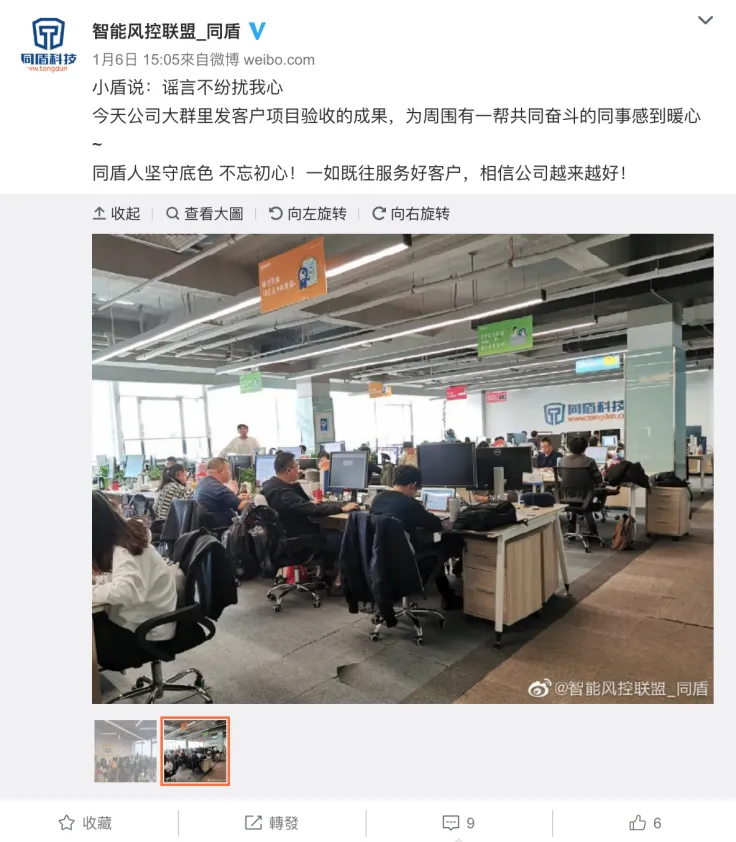 智能风控联盟_同盾
同盾科技
www.tongdun
1月6日 15:05來自微博 weibo.com
小盾说：谣言不纷扰我心
今天公司大群里发客户项目验收的成果，为周围有一帮共同奋斗的同事感到暖心
~
同盾人坚守底色 不忘初心！一如既往服务好客户，相信公司越来越好！
收起
查看大圖
向左旋转
向右旋转
同盾科技
www.tongdun.c
@智能风控联盟_同盾
收藏
轉發
9
6